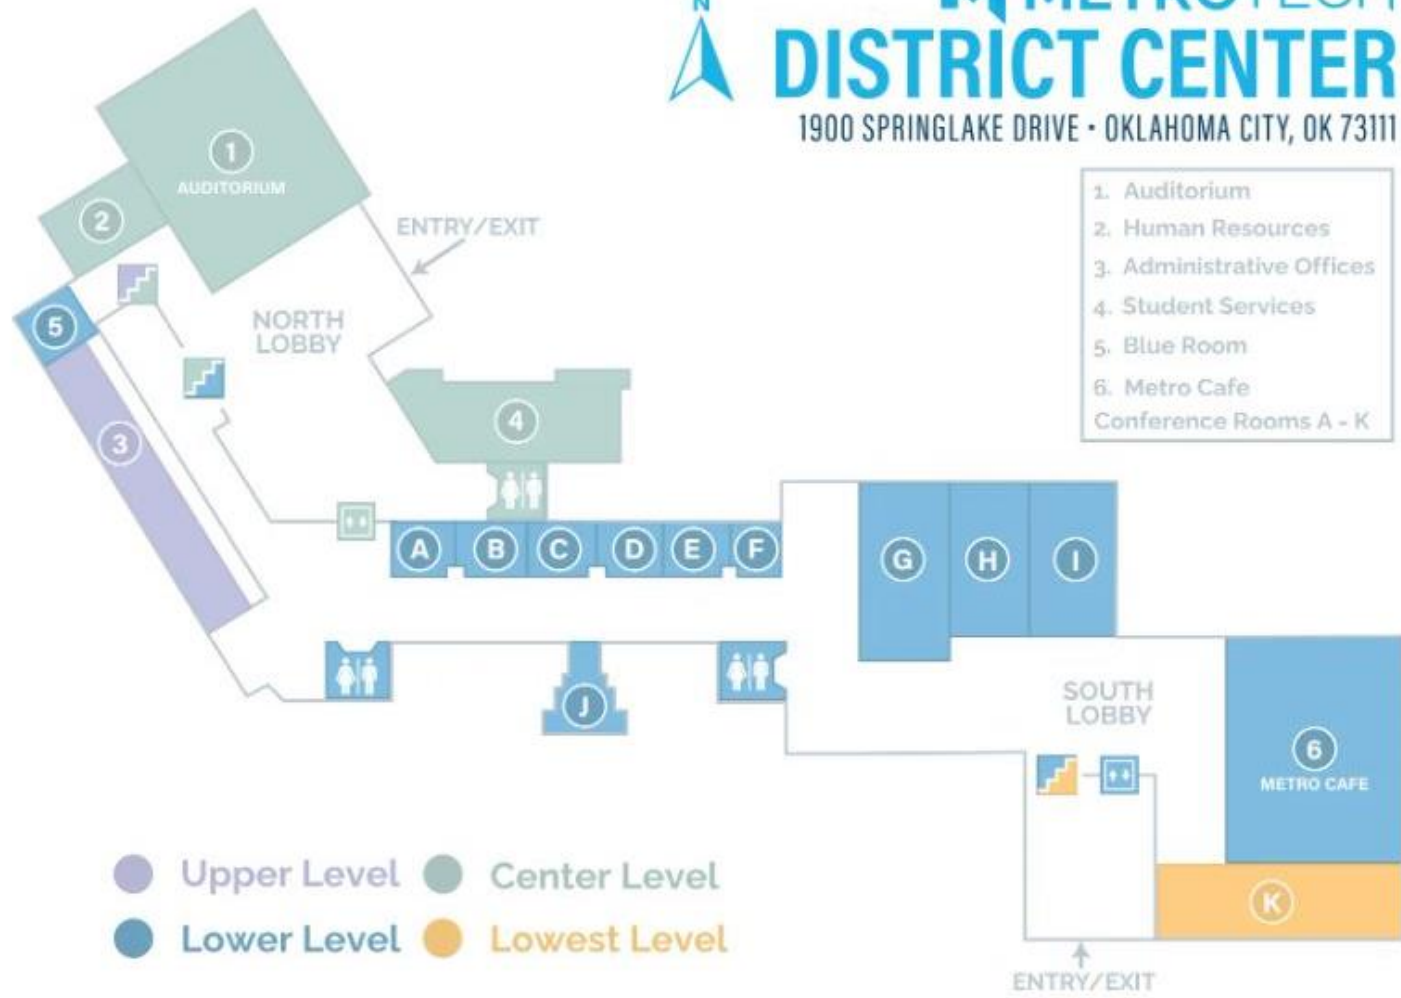 N
METROTECH
DISTRICT CENTER
1900 SPRINGLAKE DRIVE • OKLAHOMA CITY, OK 73111
1. Auditorium
2. Human Resources
3. Administrative Offices
4. Student Services
5. Blue Room
6. Metro Cafe
Conference Rooms A - K
1
AUDITORIUM
2
ENTRY/EXIT
5
NORTH
LOBBY
3
4
A B C D E F
G H I
J
SOUTH
LOBBY
6
METRO CAFE
K
ENTRY/EXIT
Upper Level
Center Level
Lower Level
Lowest Level